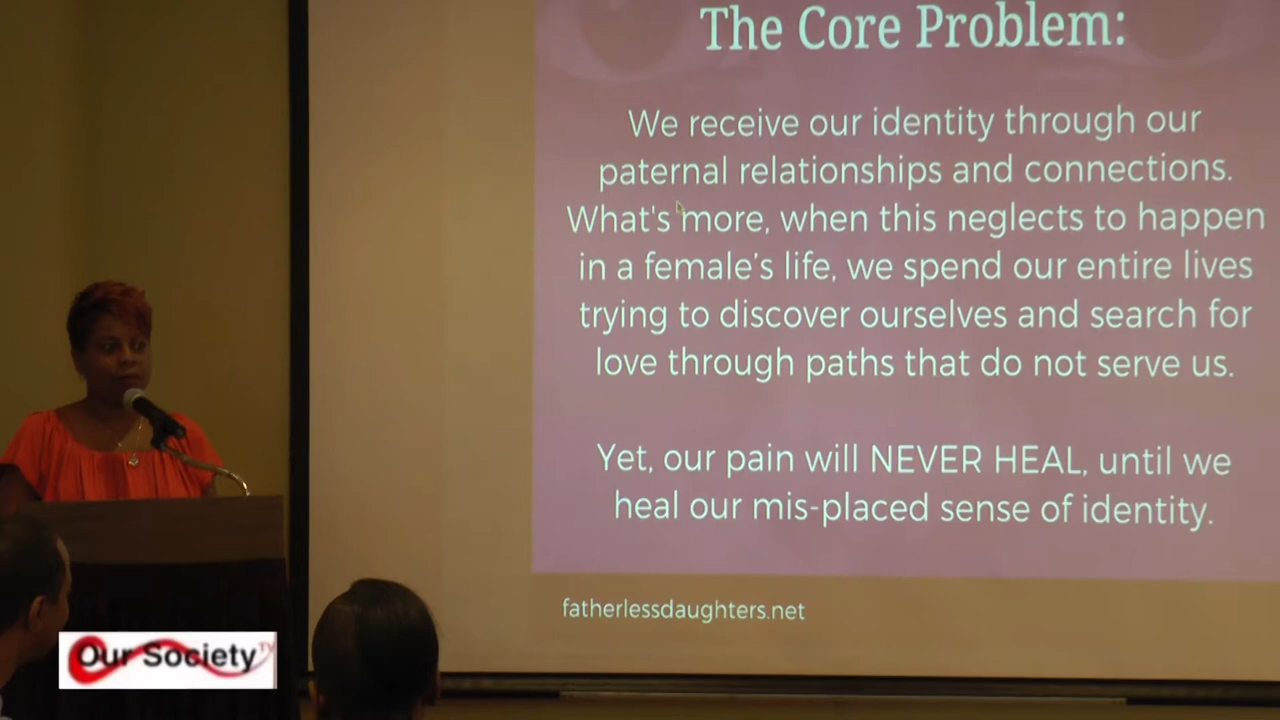 The Core Problem:
We receive our identity through our
paternal relationships and connections.
What's more, when this neglects to happen
in a female's life, we spend our entire lives
trying to discover ourselves and search for
love through paths that do not serve us.
Yet, our pain will NEVER HEAL, until we
heal our mis-placed sense of identity.
fatherlessdaughters.net
Our Society TV